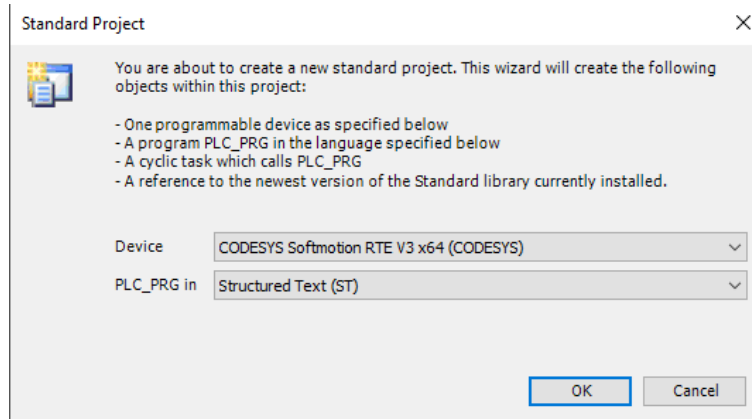 Standard Project
You are about to create a new standard project. This wizard will create the following
objects within this project:
- One programmable device as specified below
- A program PLC_PRG in the language specified below
- A cyclic task which calls PLC_PRG
- A reference to the newest version of the Standard library currently installed.
Device CODESYS Softmotion RTE V3 x64 (CODESYS)
PLC_PRG in Structured Text (ST)
OK Cancel